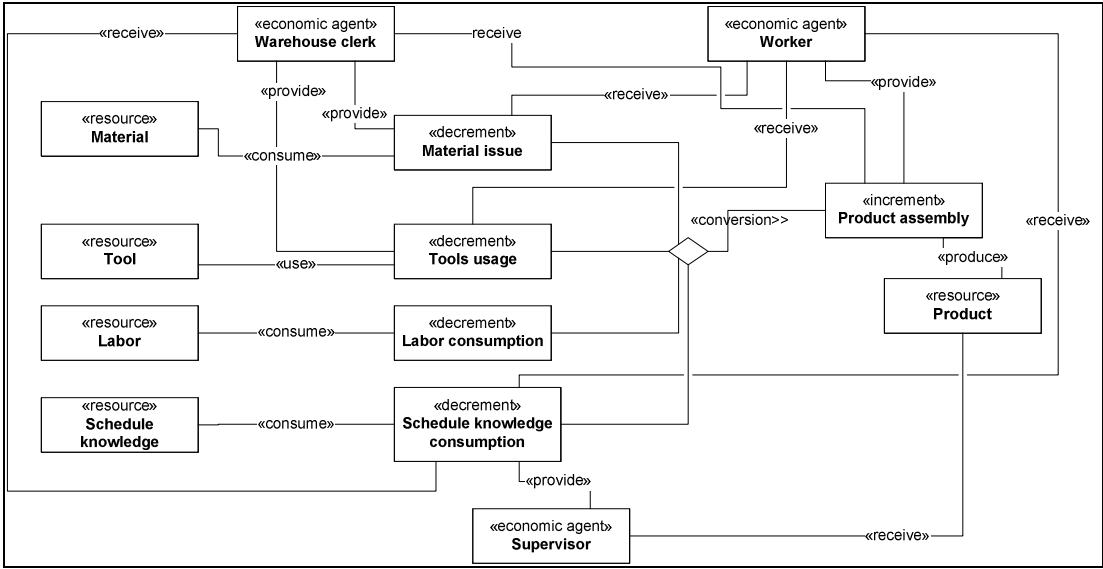 «economic agent»
Warehouse clerk
«economic agent»
Worker
«receive»
receive
«provide»
«provide»
«receive»
«provide»
«receive»
«resource»
Material
«consume»
«decrement»
Material issue
«increment»
Product assembly
«conversion>>
«receive»
«resource»
Tool
«use»
«decrement»
Tools usage
«produce»
«resource»
Product
«resource»
Labor
«consume»
«decrement»
Labor consumption
«resource»
Schedule
knowledge
«consume»
«decrement»
Schedule knowledge
consumption
«provide»
«economic agent»
Supervisor
«receive»